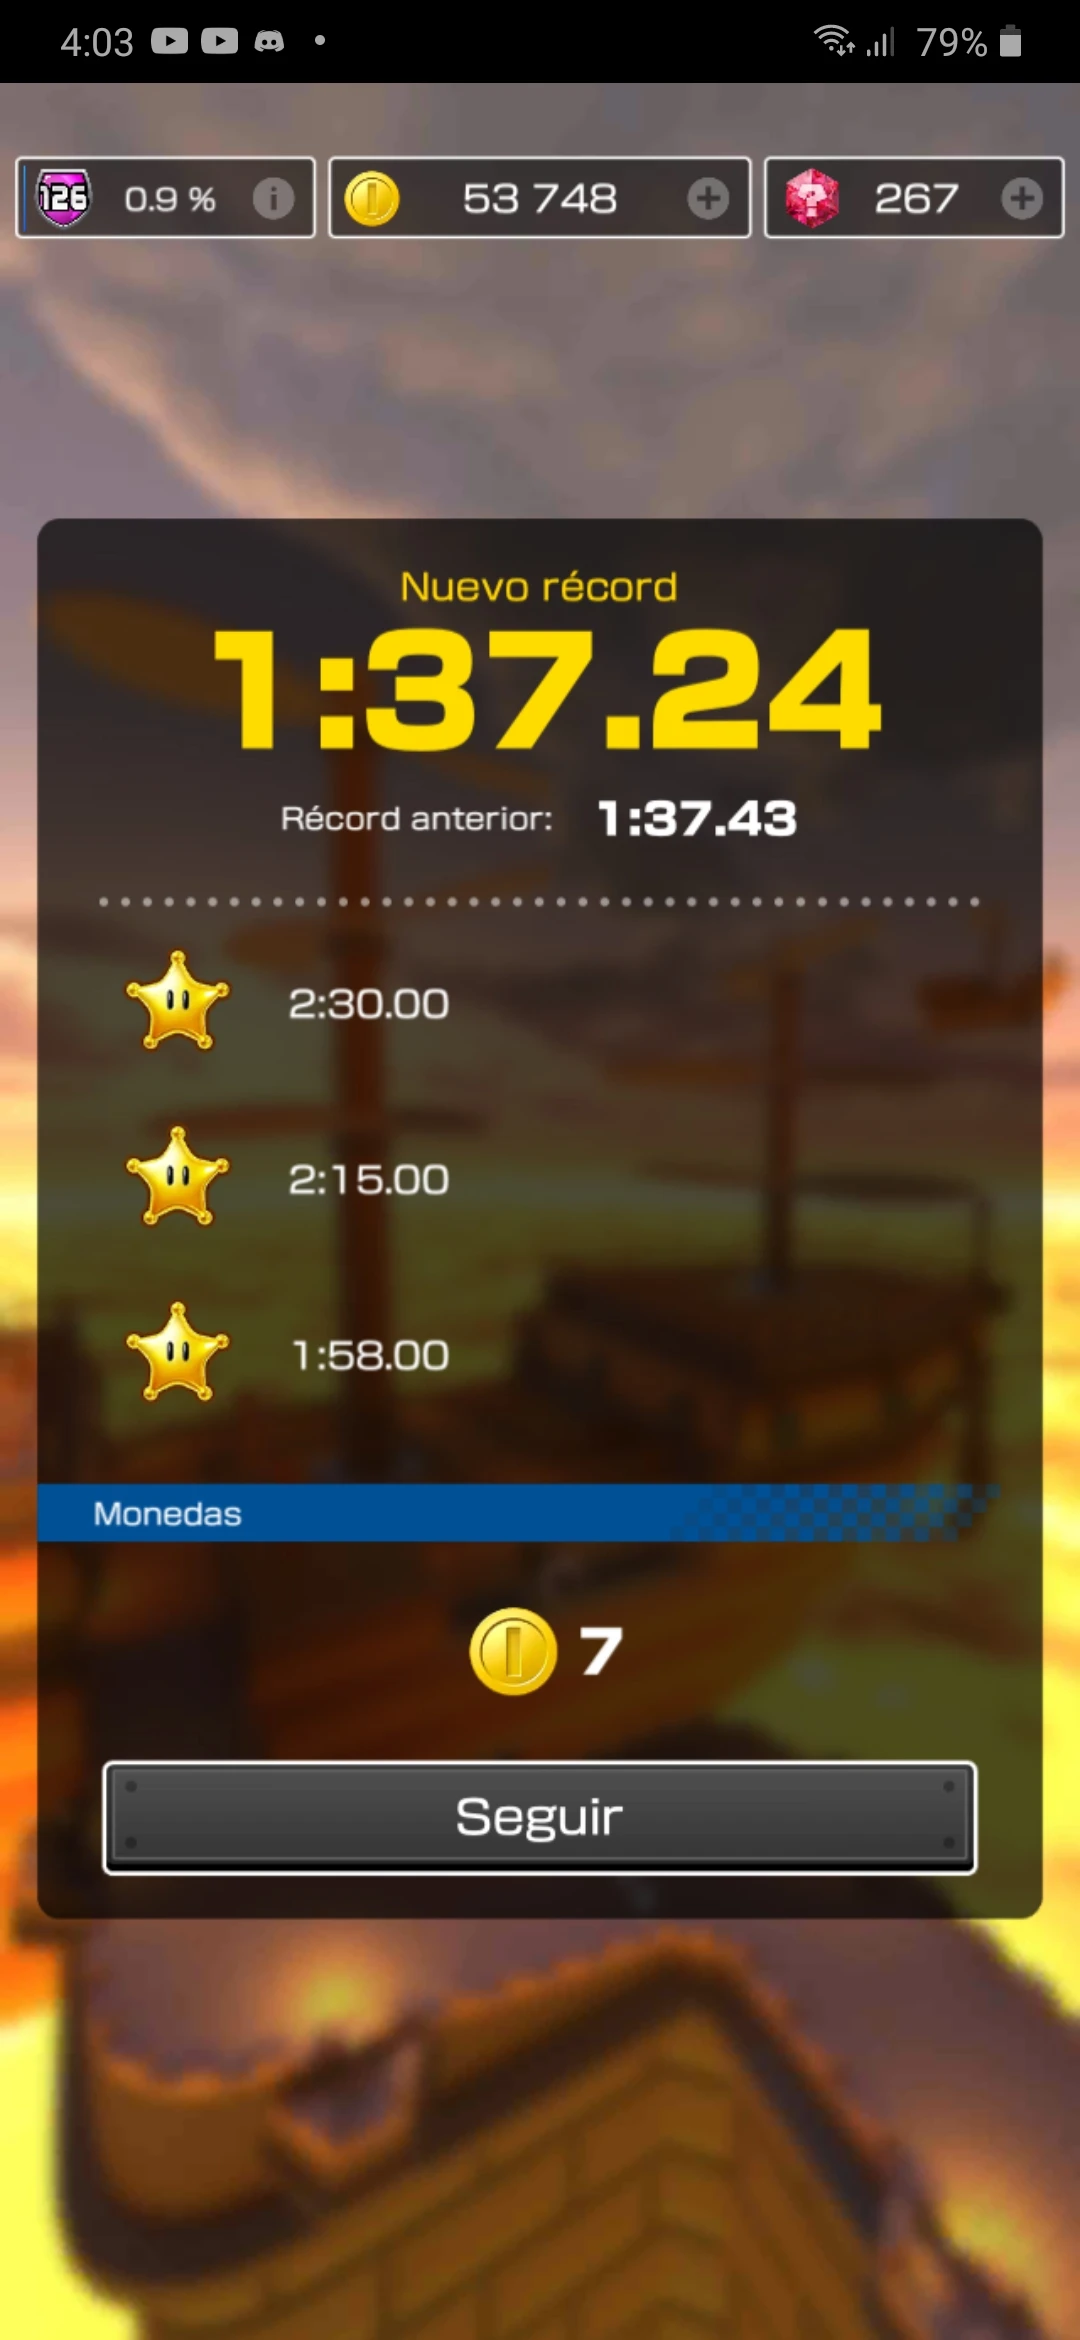 4:03 79%
126 0.9 % 53 748 267
Nuevo récord
1:37.24
Récord anterior: 1:37.43
2:30.00
2:15.00
1:58.00
Monedas
7
Seguir